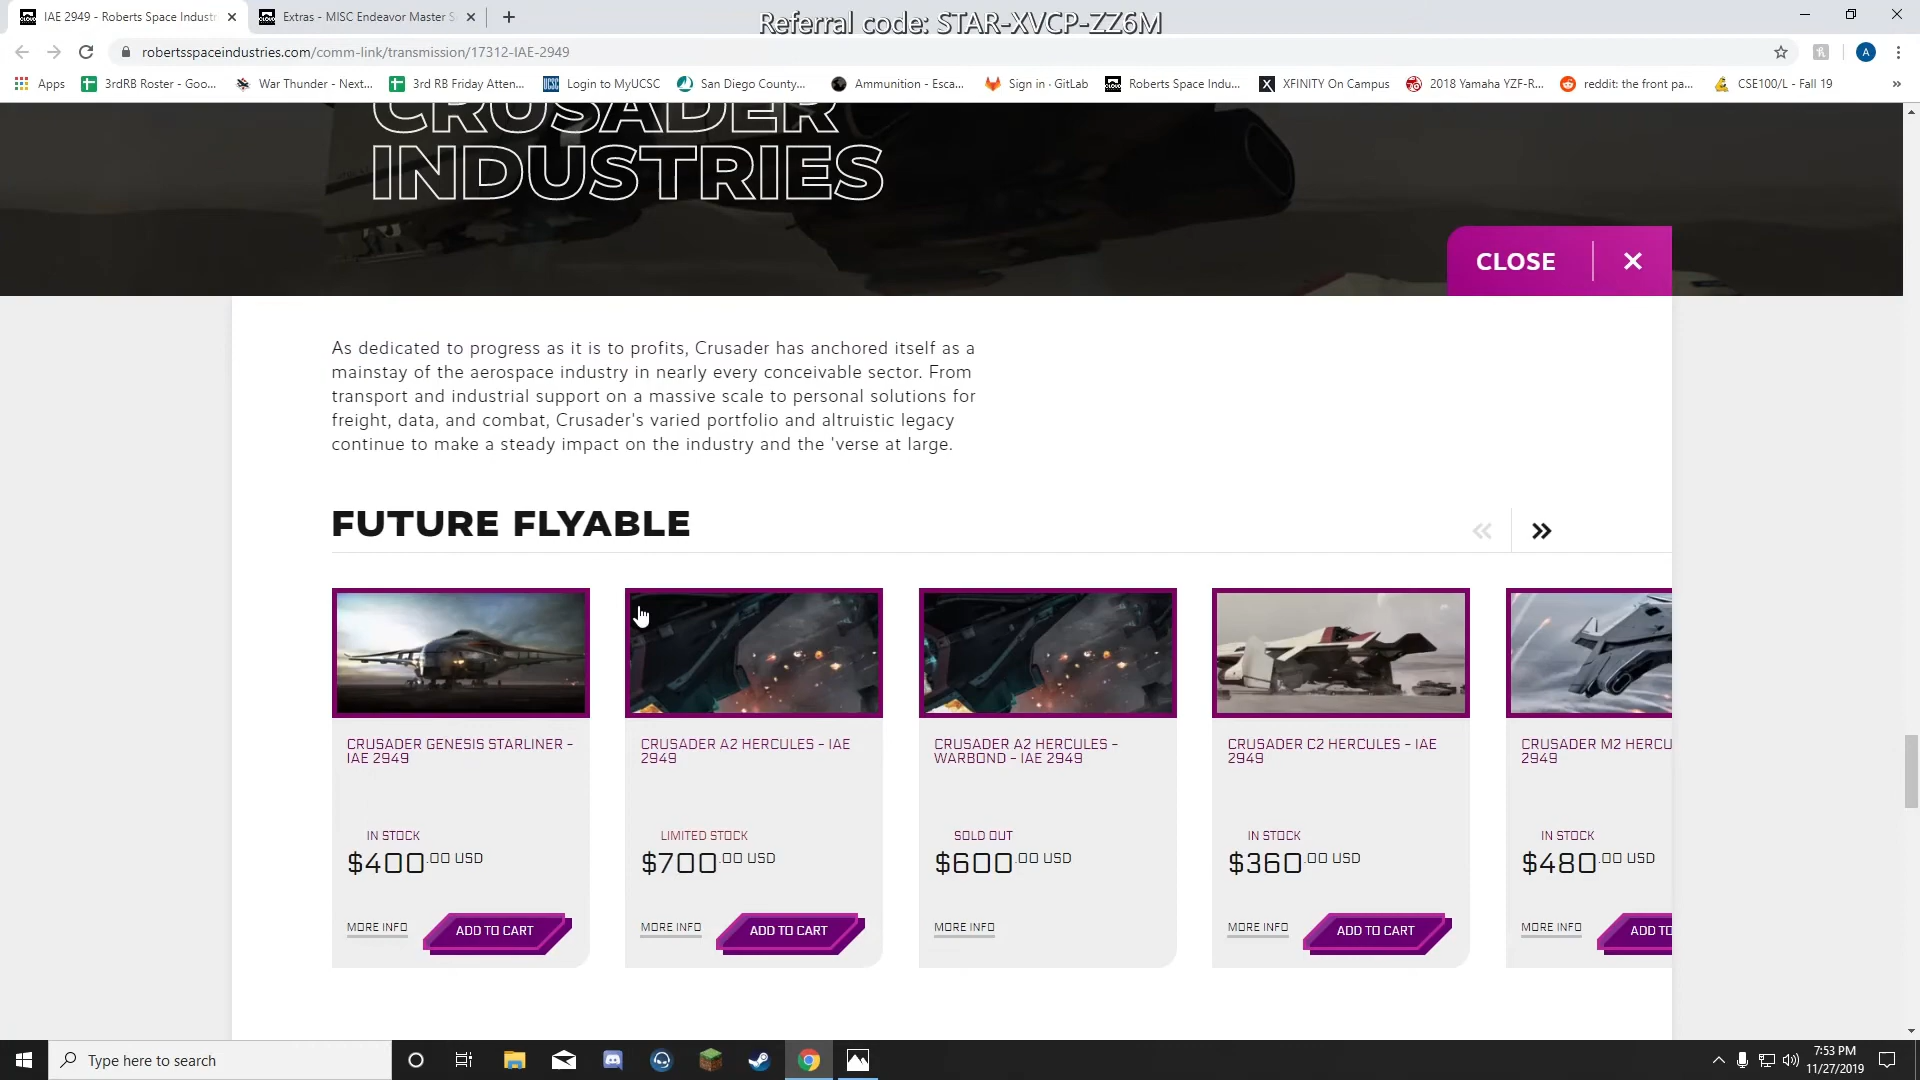 IAE 2949 - Roberts Space Industr
Extras - MISC Endeavor Master S
Referral code: STAR-XVCP-ZZ6M
robertsspaceindustries.com/comm-link/transmission/17312-IAE-2949
A
Apps
3rdRB Roster - Goo...
War Thunder - Next...
3rd RB Friday Atten...
UCSC
Login to MyUCSC
San Diego County...
Ammunition - Esca...
Sign in · GitLab
Roberts Space Indu...
XFINITY On Campus
2018 Yamaha YZF-R...
reddit: the front pa...
CSE100/L - Fall 19
CRUSADER
INDUSTRIES
CLOSE
As dedicated to progress as it is to profits, Crusader has anchored itself as a
mainstay of the aerospace industry in nearly every conceivable sector. From
transport and industrial support on a massive scale to personal solutions for
freight, data, and combat, Crusader's varied portfolio and altruistic legacy
continue to make a steady impact on the industry and the 'verse at large.
FUTURE FLYABLE
CRUSADER GENESIS STARLINER -
IAE 2949
IN STOCK
$400.00 USD
MORE INFO
ADD TO CART
CRUSADER A2 HERCULES - IAE
2949
LIMITED STOCK
$700.00 USD
MORE INFO
ADD TO CART
CRUSADER A2 HERCULES -
WARBOND - IAE 2949
SOLD OUT
$600.00 USD
MORE INFO
CRUSADER C2 HERCULES - IAE
2949
IN STOCK
$360.00 USD
MORE INFO
ADD TO CART
CRUSADER M2 HERCU
2949
IN STOCK
$480.00 USD
MORE INFO
ADD TO
Type here to search
7:53 PM
11/27/2019